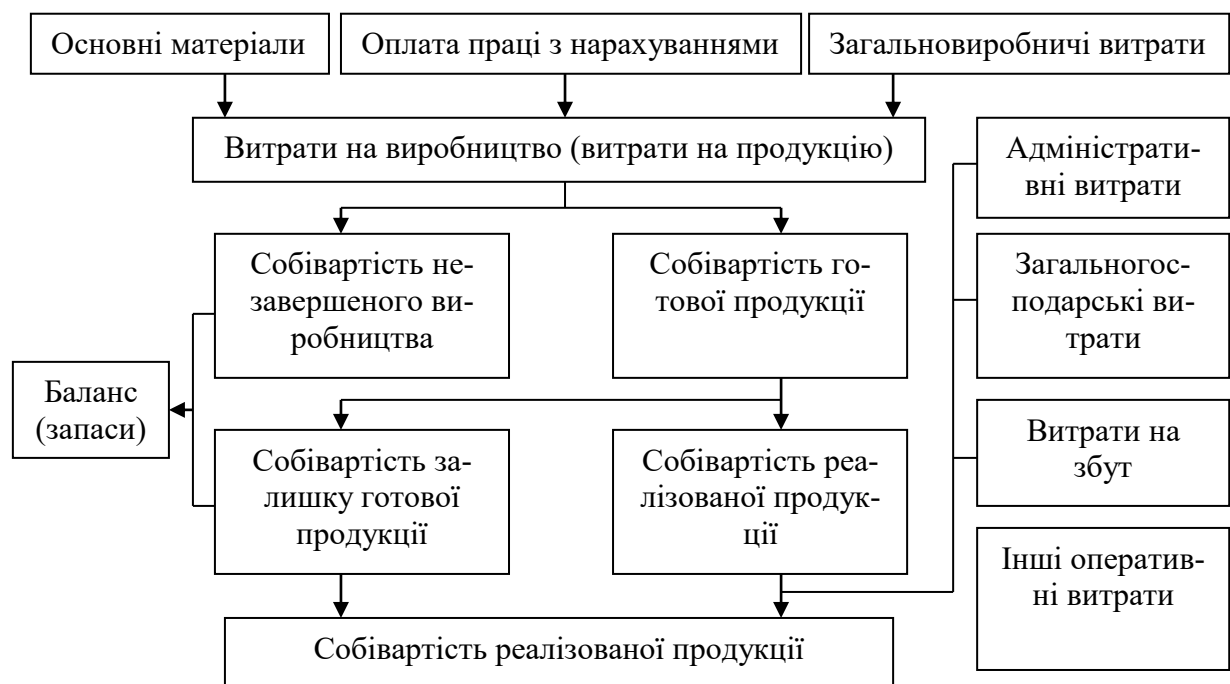 Основні матеріали
Оплата праці з нарахуваннями
Загальновиробничі витрати
Витрати на виробництво (витрати на продукцію)
Адміністрати-
вні витрати
Собівартість не-
завершеного ви-
робництва
Собівартість го-
тової продукції
Загальногос-
подарські ви-
трати
Баланс
(запаси)
Собівартість за-
лишку готової
продукції
Собівартість реа-
лізованої продук-
ції
Витрати на
збут
Інші оператив-
ні витрати
Собівартість реалізованої продукції